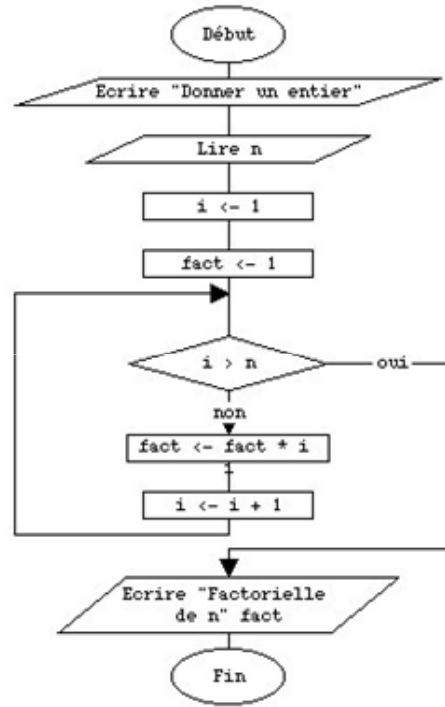 Début
Ecrire "Donner un entier"
Lire n
i <- 1
fact <- 1
i > n
oui
non
fact <- fact * i
i <- i + 1
Ecrire "Factorielle
de n" fact
Fin